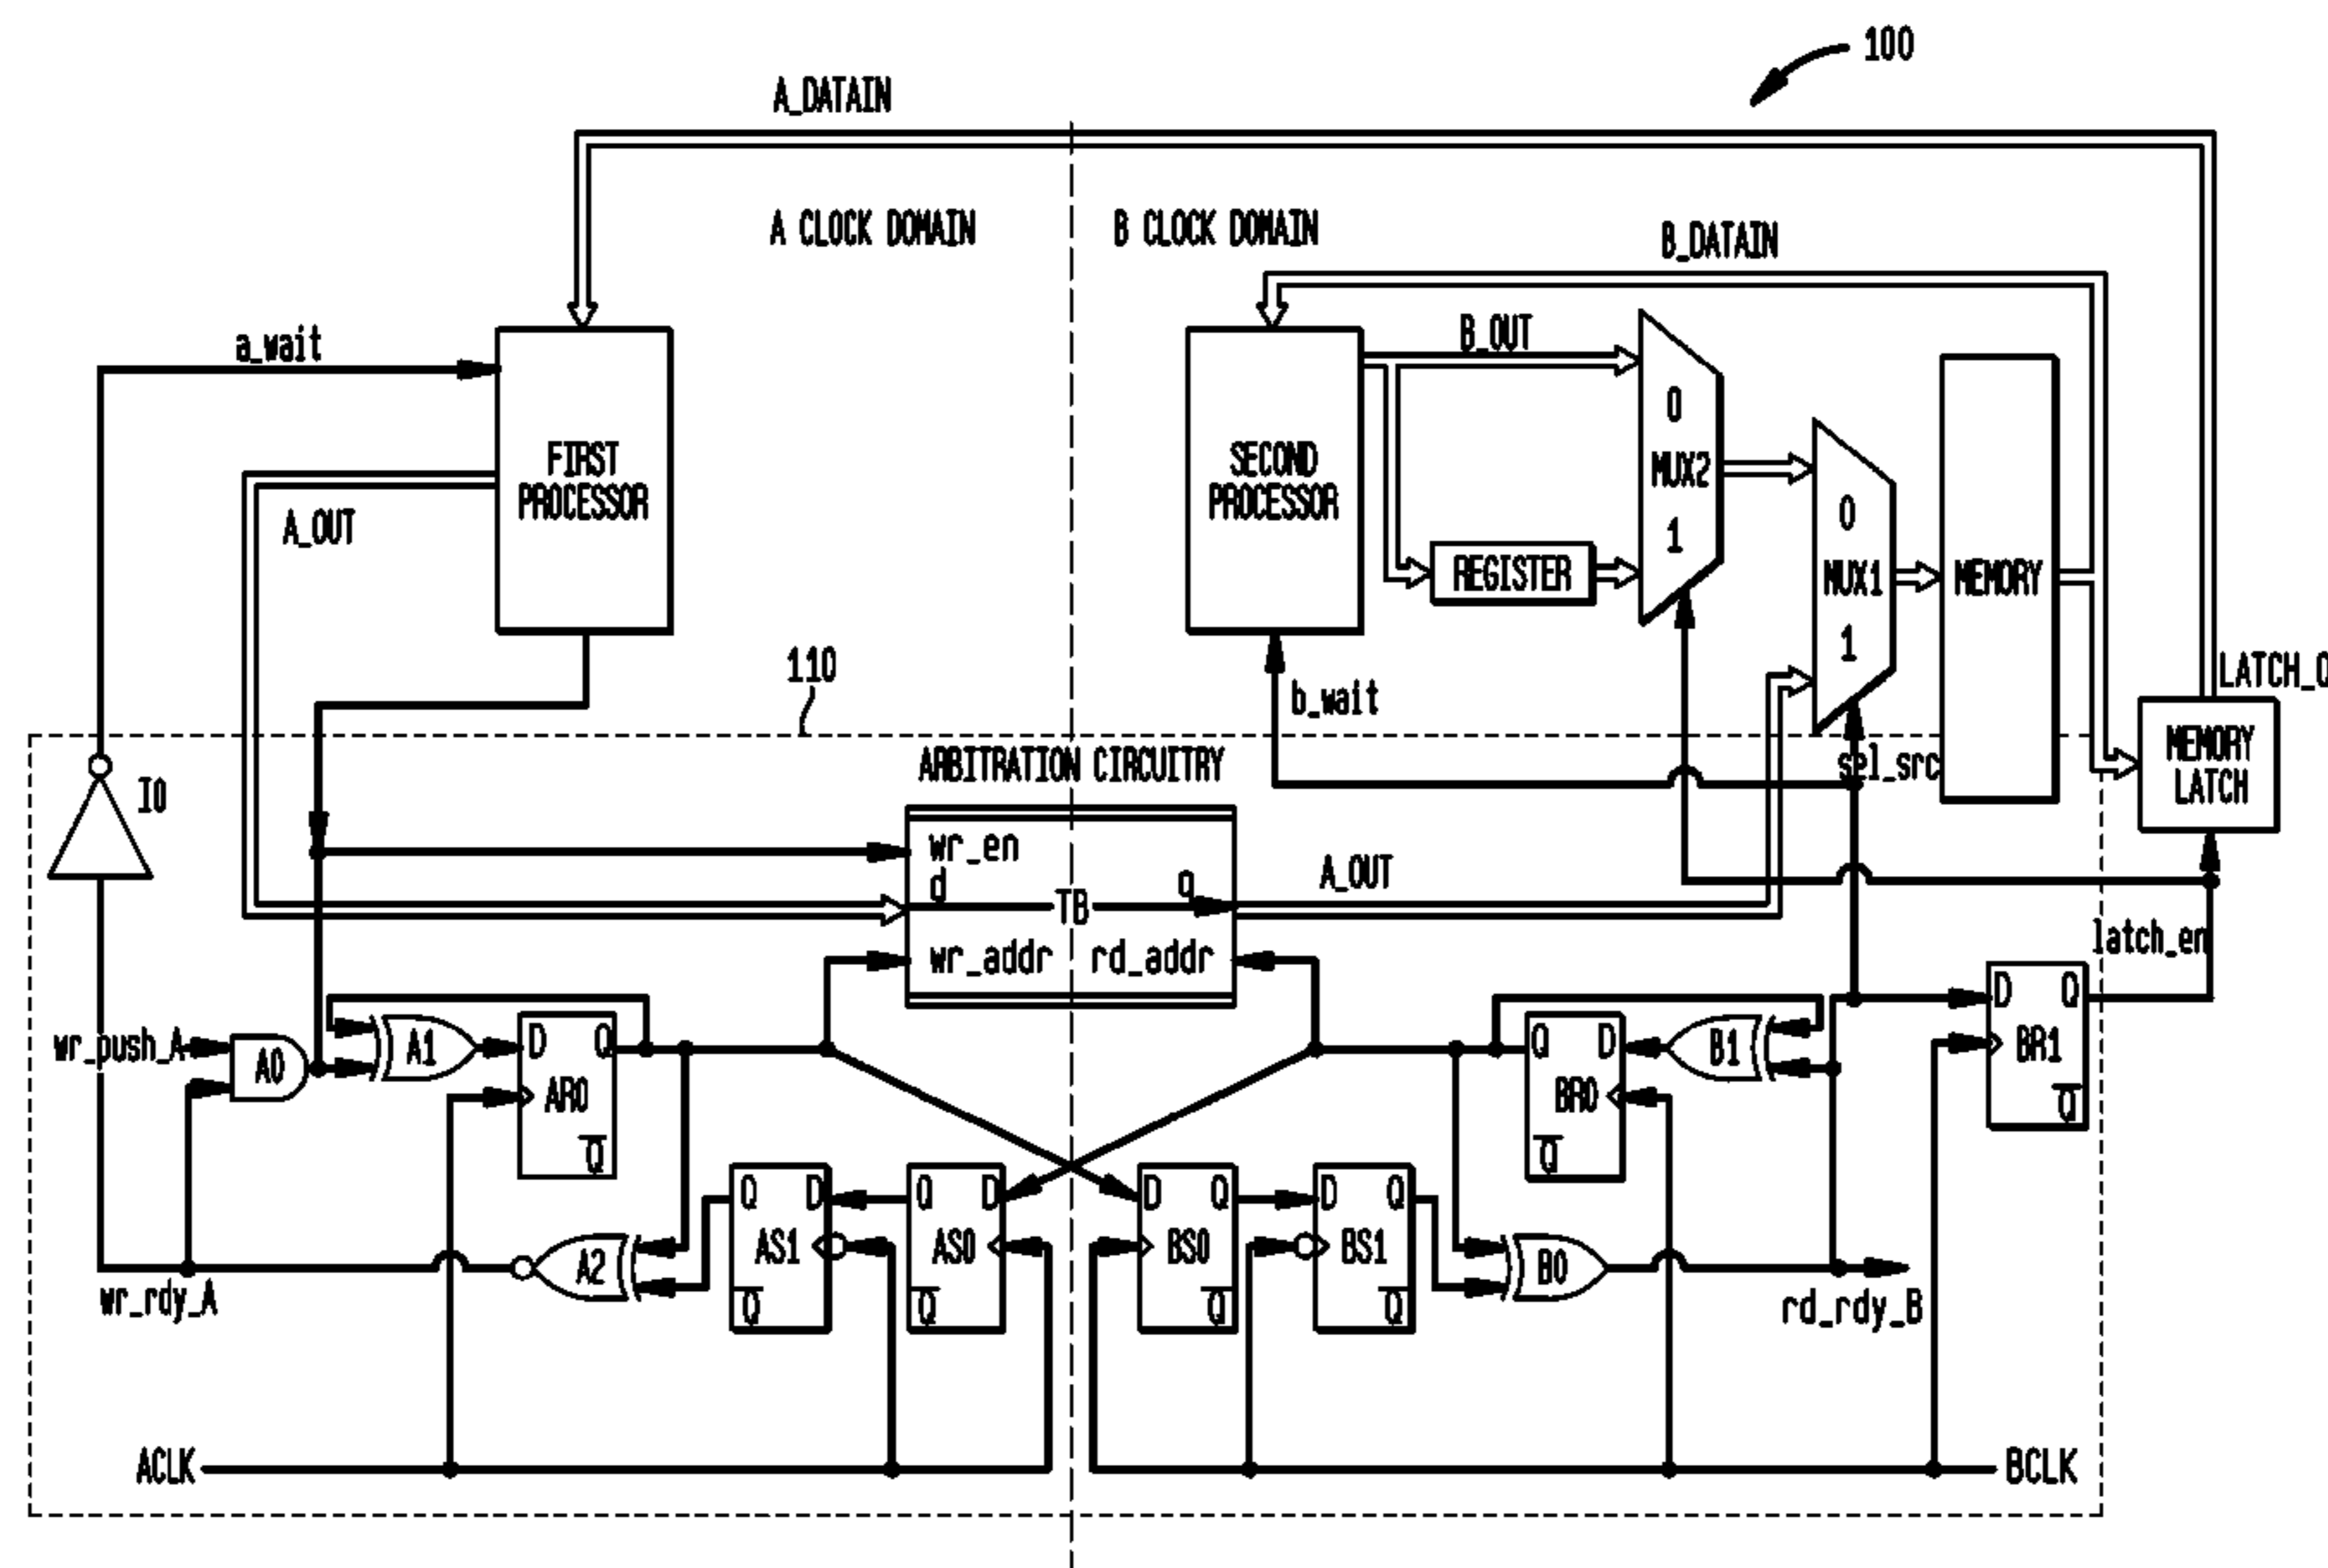 100
A_DATAIN
A CLOCK DOMAIN
B CLOCK DOMAIN
B_DATAIN
a_wait
B_OUT
FIRST
PROCESSOR
SECOND
PROCESSOR
0
MUX2
1
0
MUX1
1
MEMORY
A_OUT
REGISTER
110
b_wait
LATCH_Q
MEMORY
LATCH
I0
ARBITRATION CIRCUITRY
sel_src
wr_en
d
q
TB
A_OUT
wr_addr
rd_addr
latch_en
wr_push_A
A0
A1
D
Q
AR0
Q
Q
D
BR0
Q
B1
D
Q
BR1
Q
Q
D
AS1
Q
Q
D
AS0
Q
D
Q
BS0
Q
D
Q
BS1
Q
A2
B0
wr_rdy_A
rd_rdy_B
ACLK
BCLK